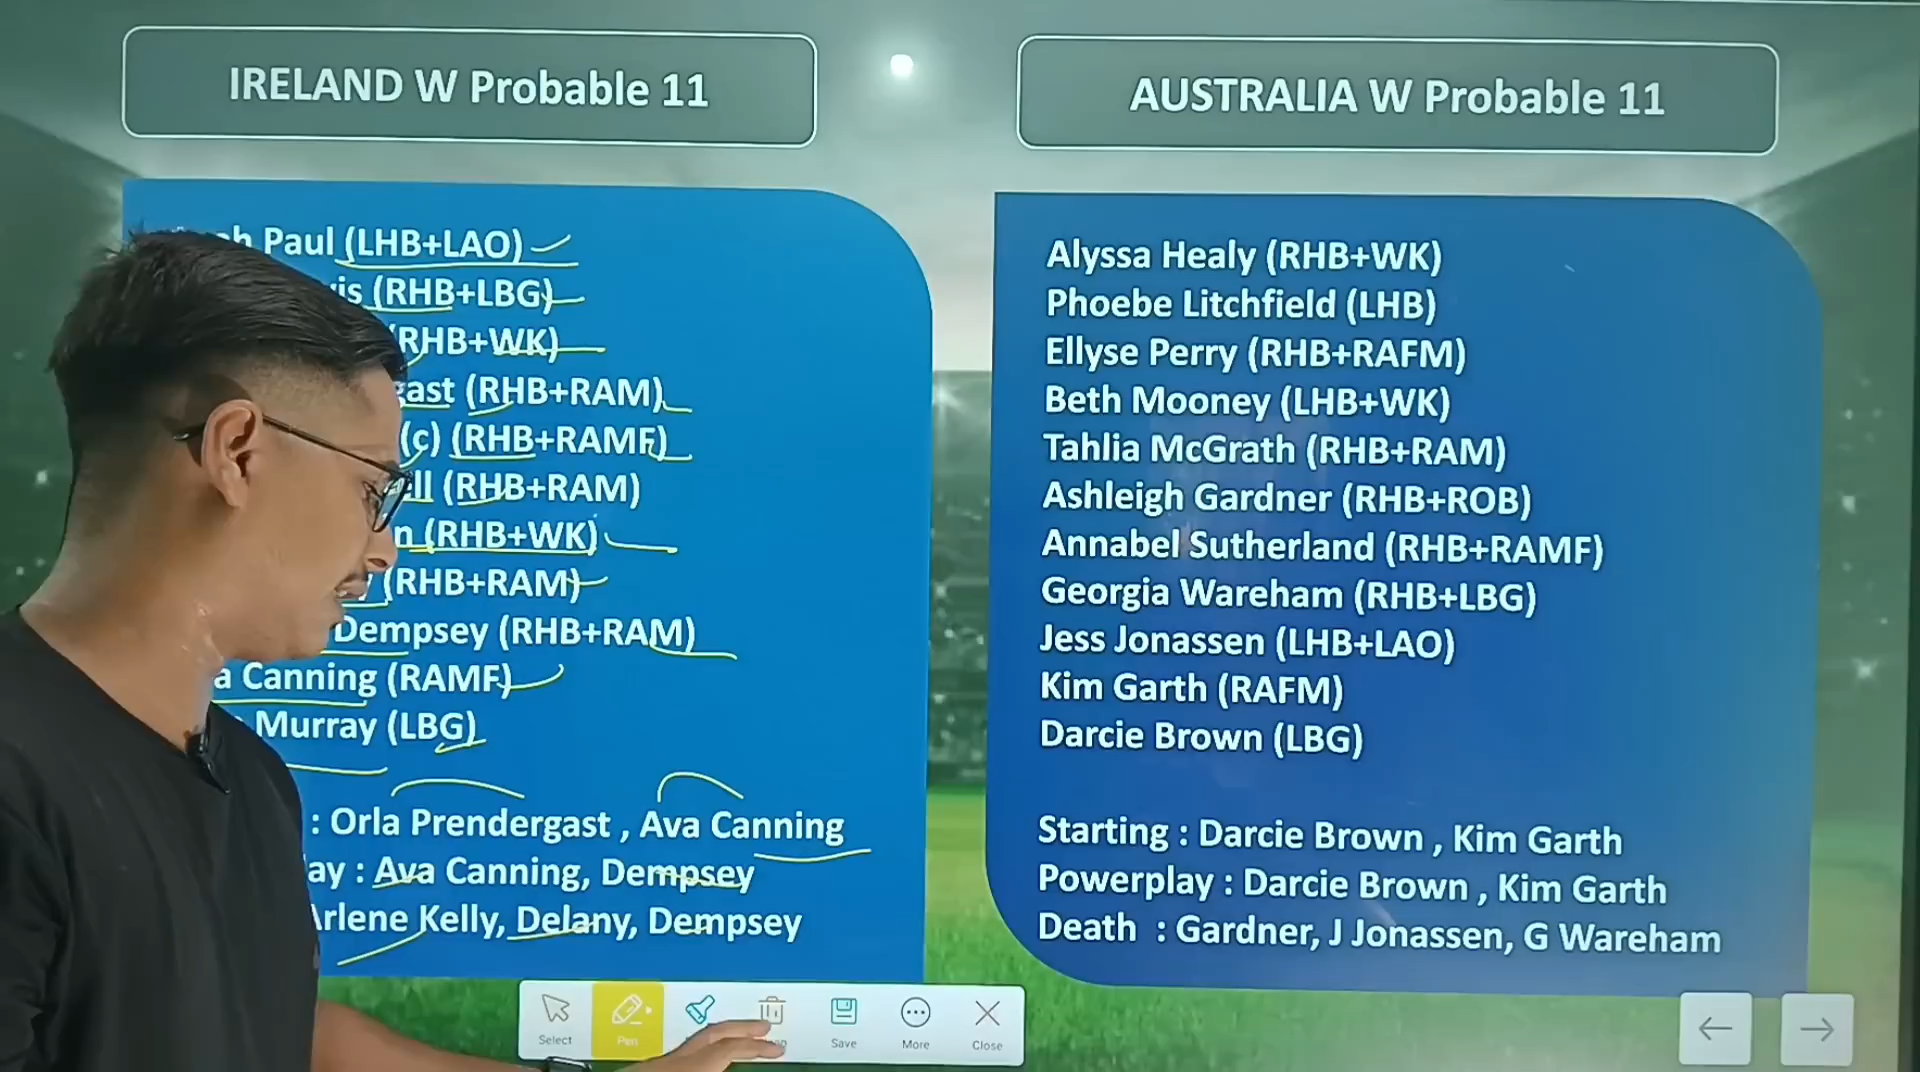 IRELAND W Probable 11
Paul (LHB+LAO)
(RHB+LBG)
(RHB+WK)
(RHB+RAM)
(c) (RHB+RAMF)
(RHB+RAM)
(RHB+WK)
(RHB+RAM)
Dempsey (RHB+RAM)
Canning (RAMF)
Murray (LBG)
: Orla Prendergast , Ava Canning
: Ava Canning, Dempsey
Arlene Kelly, Delany, Dempsey
AUSTRALIA W Probable 11
Alyssa Healy (RHB+WK)
Phoebe Litchfield (LHB)
Ellyse Perry (RHB+RAFM)
Beth Mooney (LHB+WK)
Tahlia McGrath (RHB+RAM)
Ashleigh Gardner (RHB+ROB)
Annabel Sutherland (RHB+RAMF)
Georgia Wareham (RHB+LBG)
Jess Jonassen (LHB+LAO)
Kim Garth (RAFM)
Darcie Brown (LBG)
Starting : Darcie Brown , Kim Garth
Powerplay : Darcie Brown , Kim Garth
Death : Gardner, J Jonassen, G Wareham
Select Pen Save More Close